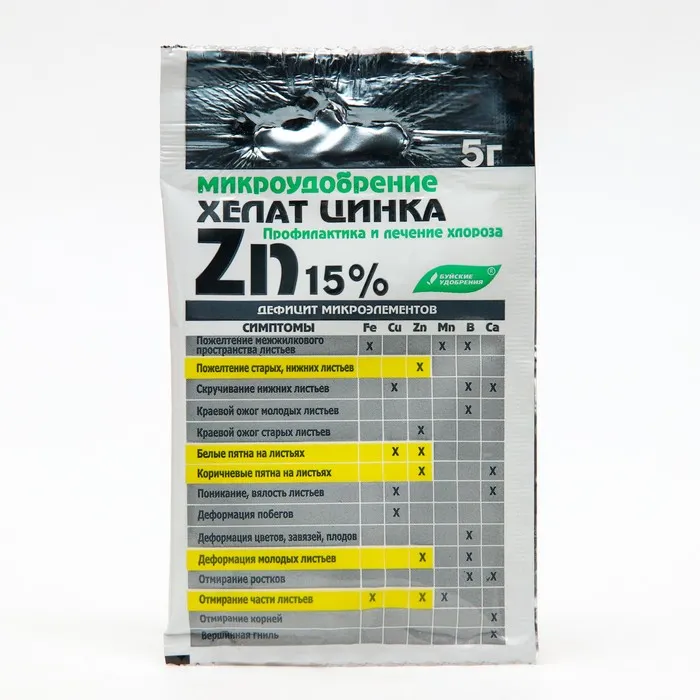 5г
МИКРОУДОБРЕНИЕ
ХЕЛАТ ЦИНКА
Профилактика и лечение хлороза
Zn 15%
БУЙСКИЕ
УДОБРЕНИЯ
®
ДЕФИЦИТ МИКРОЭЛЕМЕНТОВ
СИМПТОМЫ Fe Cu Zn Mn B Ca
Пожелтение межжилкового
пространства листьев X X X
Пожелтение старых, нижних листьев X
Скручивание нижних листьев X X X
Краевой ожог молодых листьев X
Краевой ожог старых листьев X
Белые пятна на листьях X X
Коричневые пятна на листьях X X
Поникание, вялость листьев X X
Деформация побегов X
Деформация цветов, завязей, плодов X
Деформация молодых листьев X X
Отмирание ростков X X
Отмирание части листьев X X X
Отмирание корней X
Вершинная гниль X